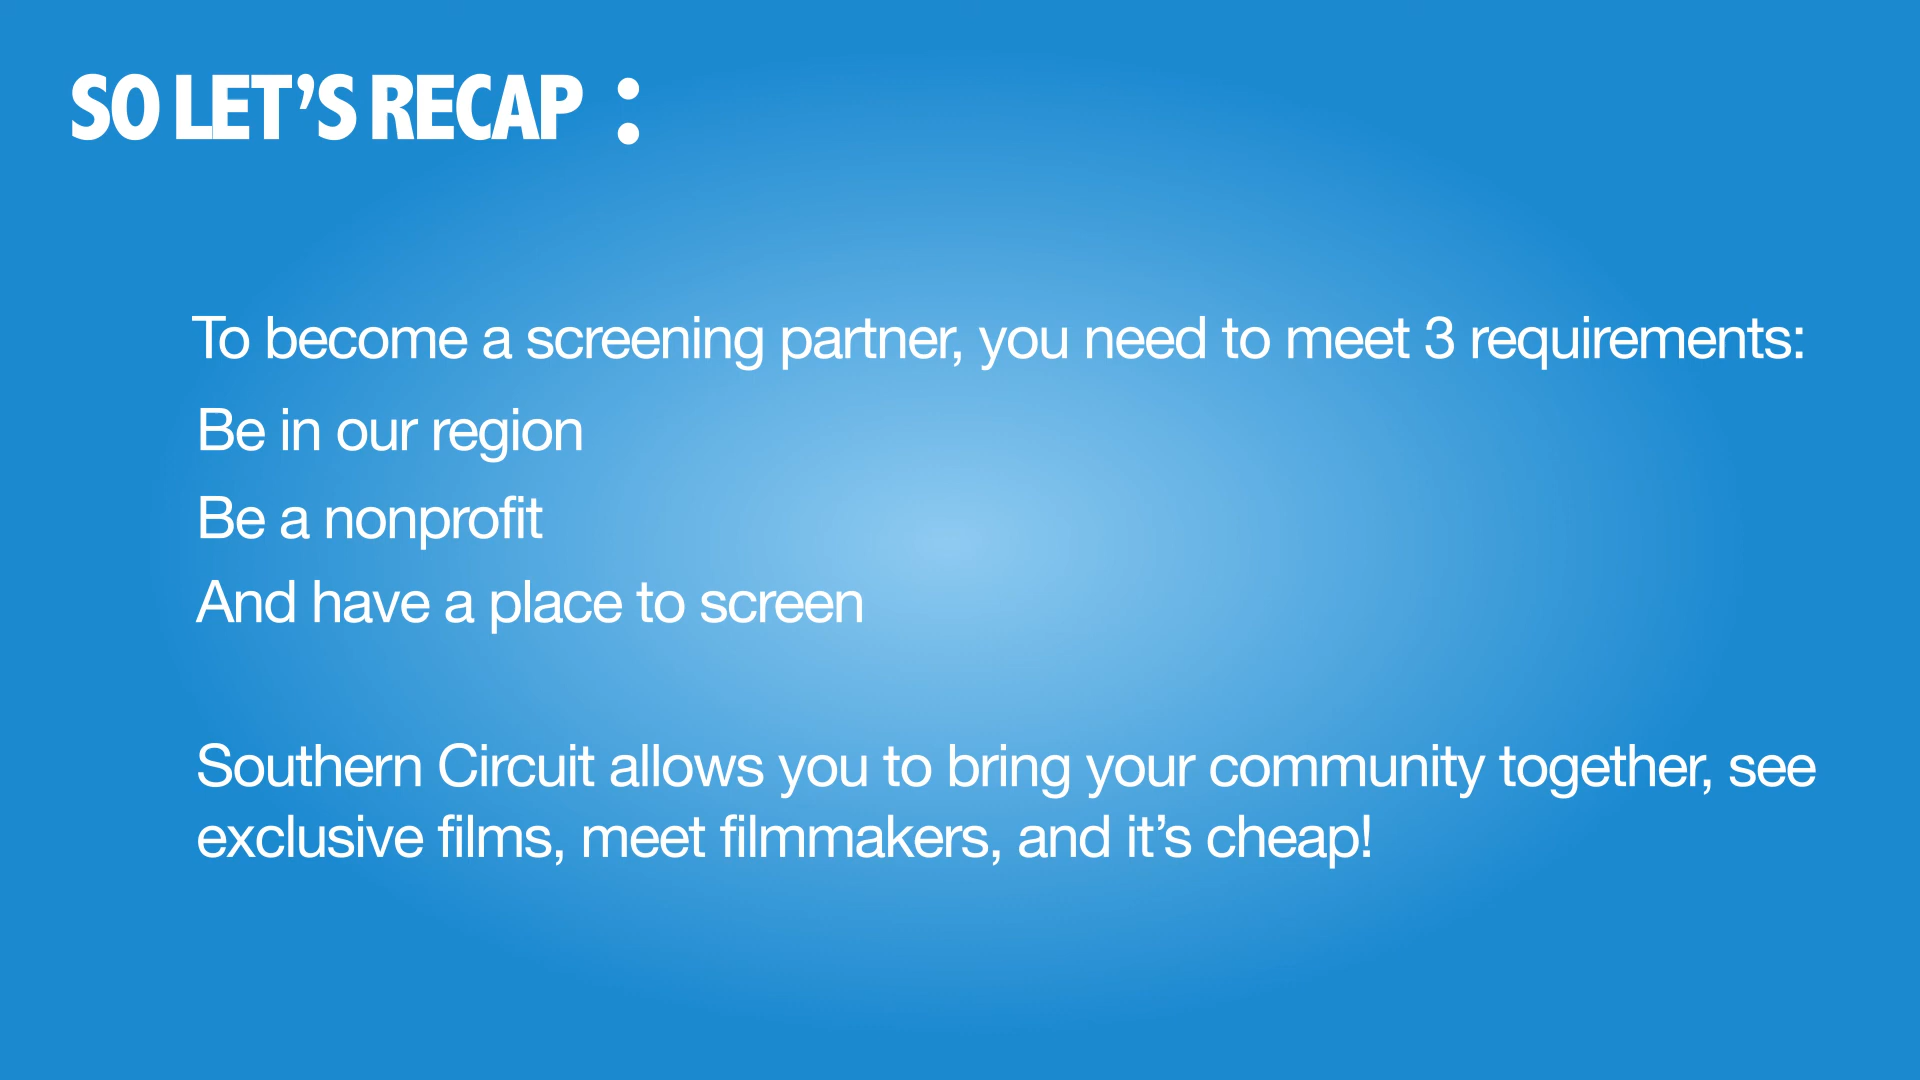 SO LET’S RECAP :
To become a screening partner, you need to meet 3 requirements:
Be in our region
Be a nonprofit
And have a place to screen
Southern Circuit allows you to bring your community together, see
exclusive films, meet filmmakers, and it’s cheap!